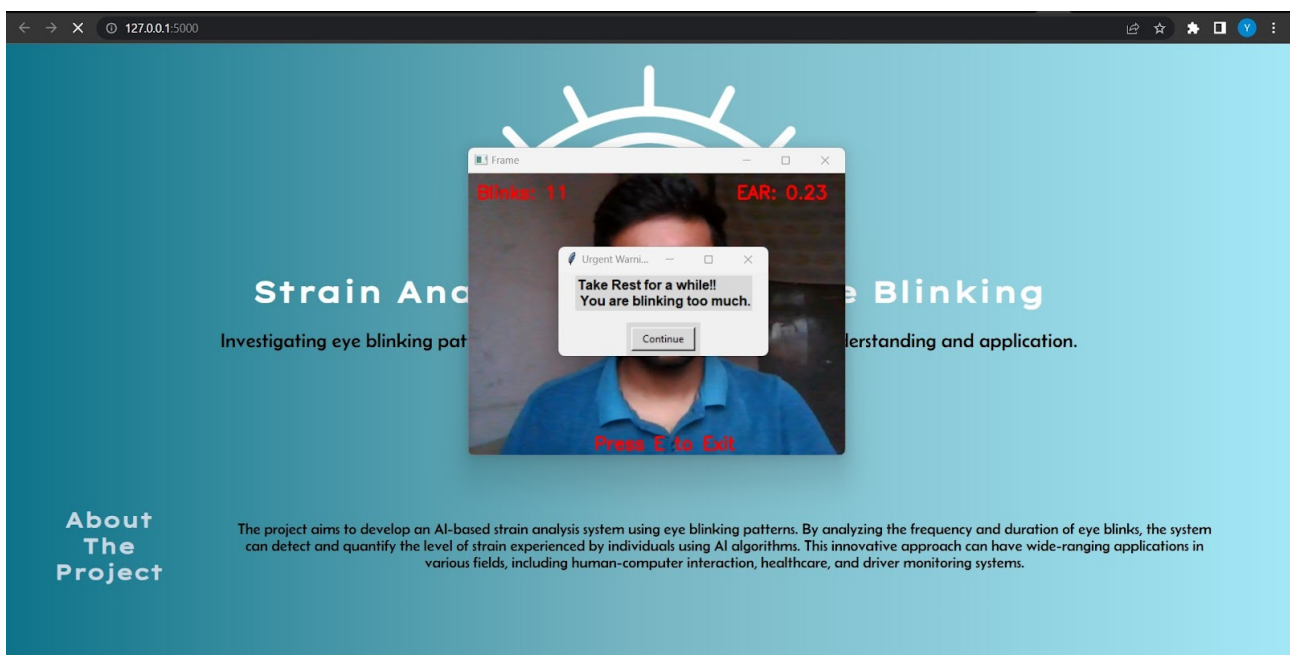 127.0.0.1:5000
Y
Frame
Blinks: 11
EAR: 0.23
Urgent Warni...
Take Rest for a while!!
You are blinking too much.
Continue
Strain Ana
e Blinking
Investigating eye blinking pat
derstanding and application.
Press E to Exit
About
The
Project
The project aims to develop an AI-based strain analysis system using eye blinking patterns. By analyzing the frequency and duration of eye blinks, the system
can detect and quantify the level of strain experienced by individuals using AI algorithms. This innovative approach can have wide-ranging applications in
various fields, including human-computer interaction, healthcare, and driver monitoring systems.